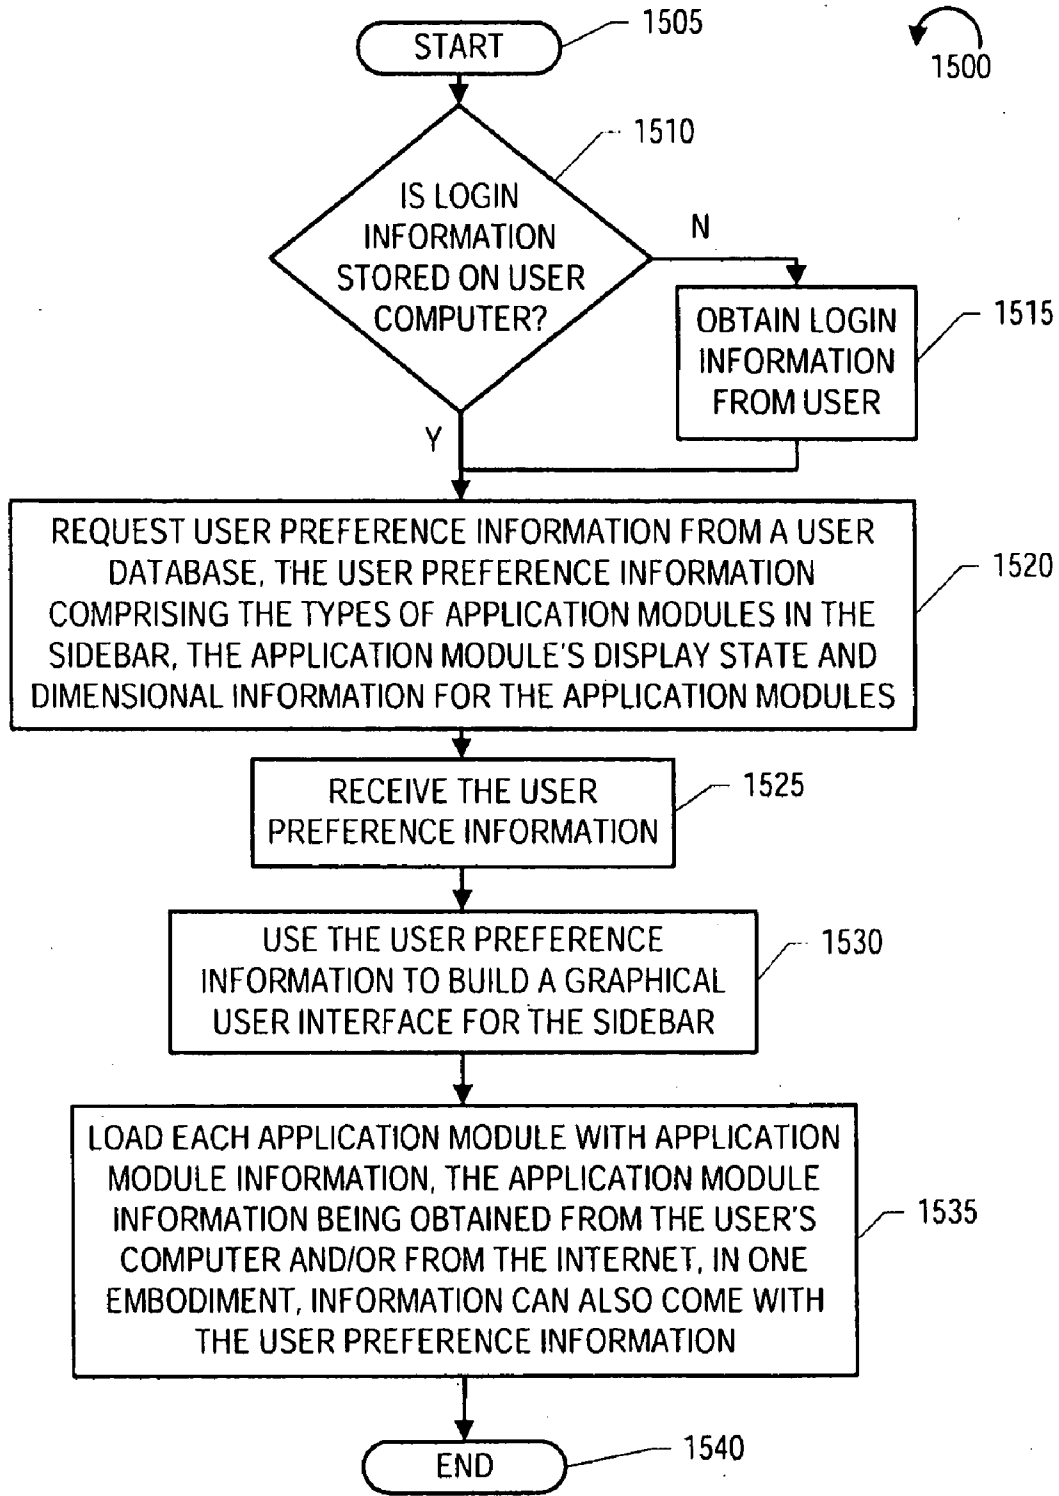 START
1505
1500
1510
IS LOGIN
INFORMATION
STORED ON USER
COMPUTER?
N
OBTAIN LOGIN
INFORMATION
FROM USER
1515
Y
REQUEST USER PREFERENCE INFORMATION FROM A USER
DATABASE, THE USER PREFERENCE INFORMATION
COMPRISING THE TYPES OF APPLICATION MODULES IN THE
SIDEBAR, THE APPLICATION MODULE'S DISPLAY STATE AND
DIMENSIONAL INFORMATION FOR THE APPLICATION MODULES
1520
RECEIVE THE USER
PREFERENCE INFORMATION
1525
USE THE USER PREFERENCE
INFORMATION TO BUILD A GRAPHICAL
USER INTERFACE FOR THE SIDEBAR
1530
LOAD EACH APPLICATION MODULE WITH APPLICATION
MODULE INFORMATION, THE APPLICATION MODULE
INFORMATION BEING OBTAINED FROM THE USER'S
COMPUTER AND/OR FROM THE INTERNET, IN ONE
EMBODIMENT, INFORMATION CAN ALSO COME WITH
THE USER PREFERENCE INFORMATION
1535
END
1540